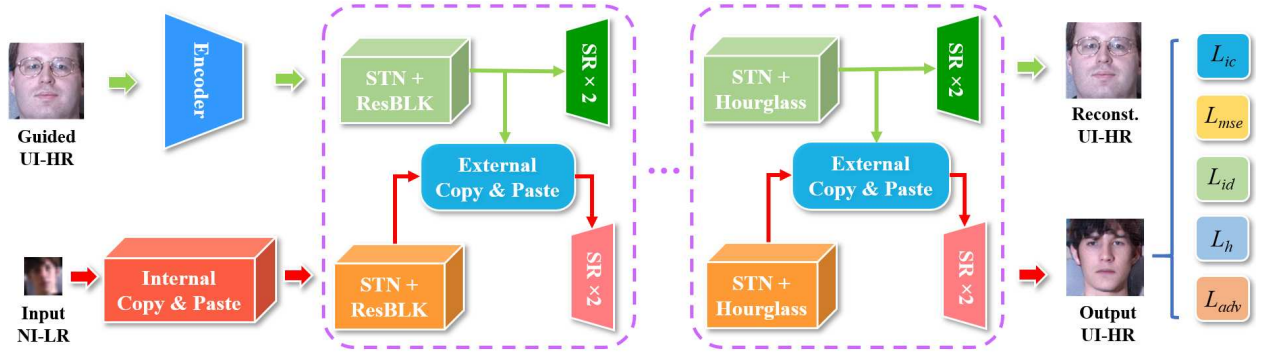 Guided
UI-HR
Encoder
STN +
ResBLK
SR × 2
External
Copy & Paste
STN +
ResBLK
SR ×2
Input
NI-LR
Internal
Copy & Paste
...
STN +
Hourglass
SR × 2
External
Copy & Paste
STN +
Hourglass
SR ×2
Reconst.
UI-HR
Output
UI-HR
L_ic
L_mse
L_id
L_h
L_adv